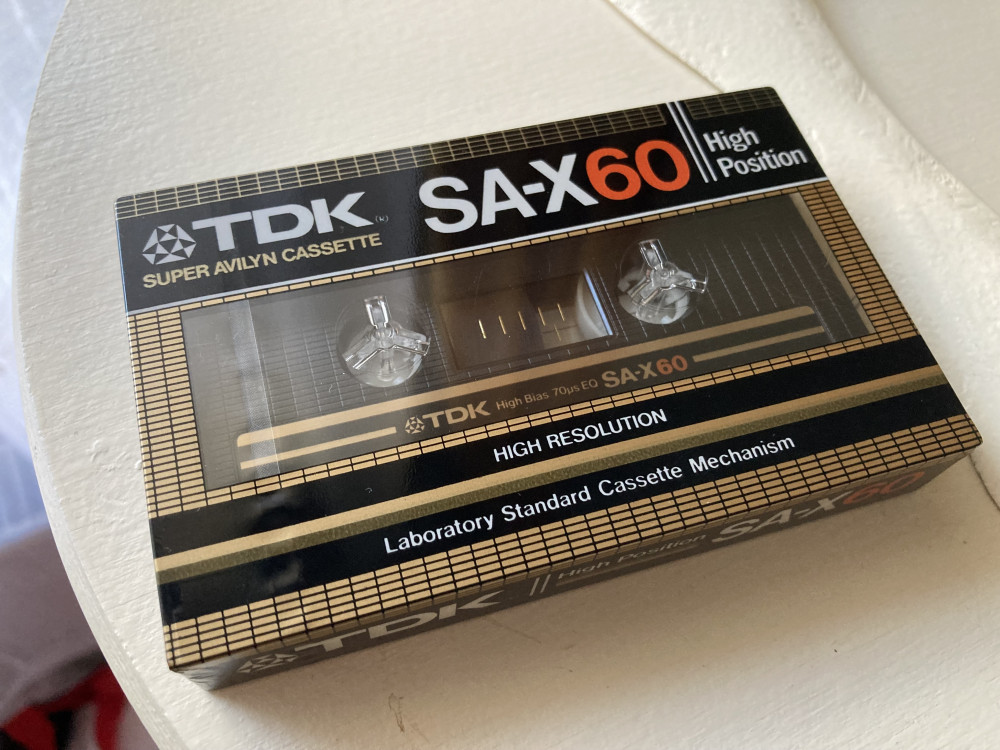 TDK
SUPER AVILYN CASSETTE
SA-X60
High
Position
TDK High Bias 70µs EQ SA-X60
HIGH RESOLUTION
Laboratory Standard Cassette Mechanism
TDK High Position SA-X60